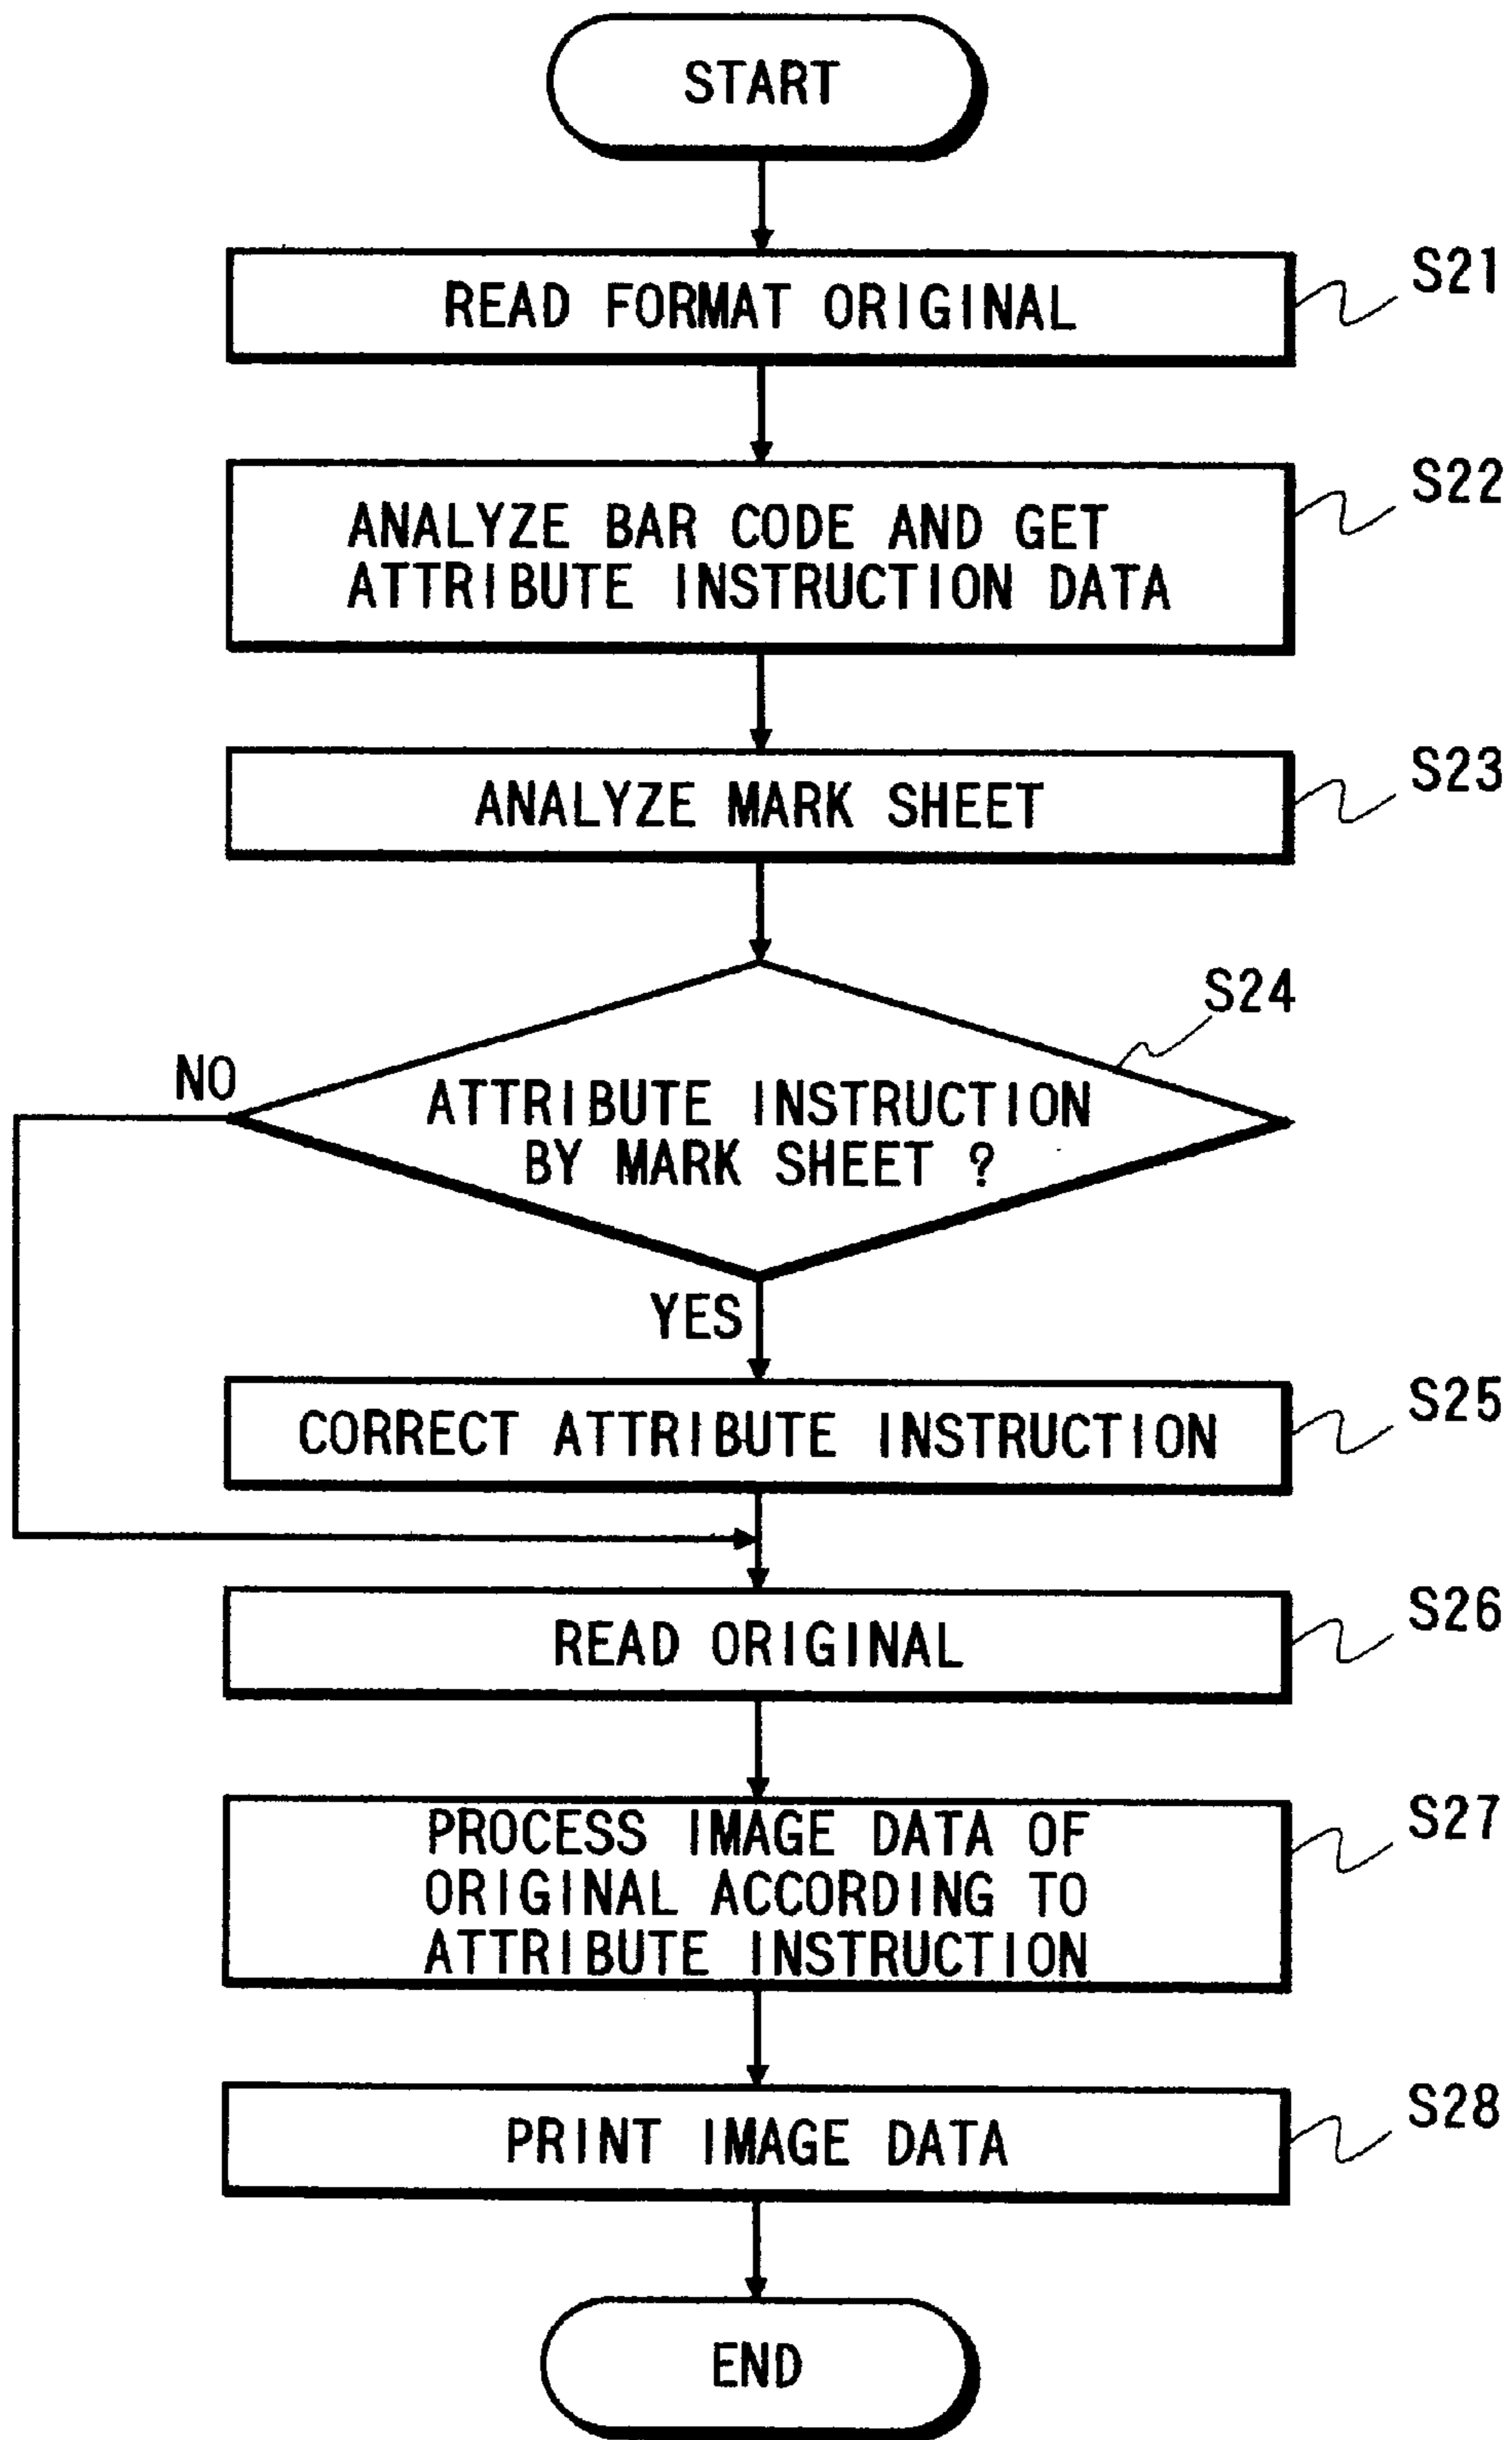 START
READ FORMAT ORIGINAL
S21
ANALYZE BAR CODE AND GET
ATTRIBUTE INSTRUCTION DATA
S22
ANALYZE MARK SHEET
S23
S24
NO
ATTRIBUTE INSTRUCTION
BY MARK SHEET ?
YES
CORRECT ATTRIBUTE INSTRUCTION
S25
READ ORIGINAL
S26
PROCESS IMAGE DATA OF
ORIGINAL ACCORDING TO
ATTRIBUTE INSTRUCTION
S27
PRINT IMAGE DATA
S28
END